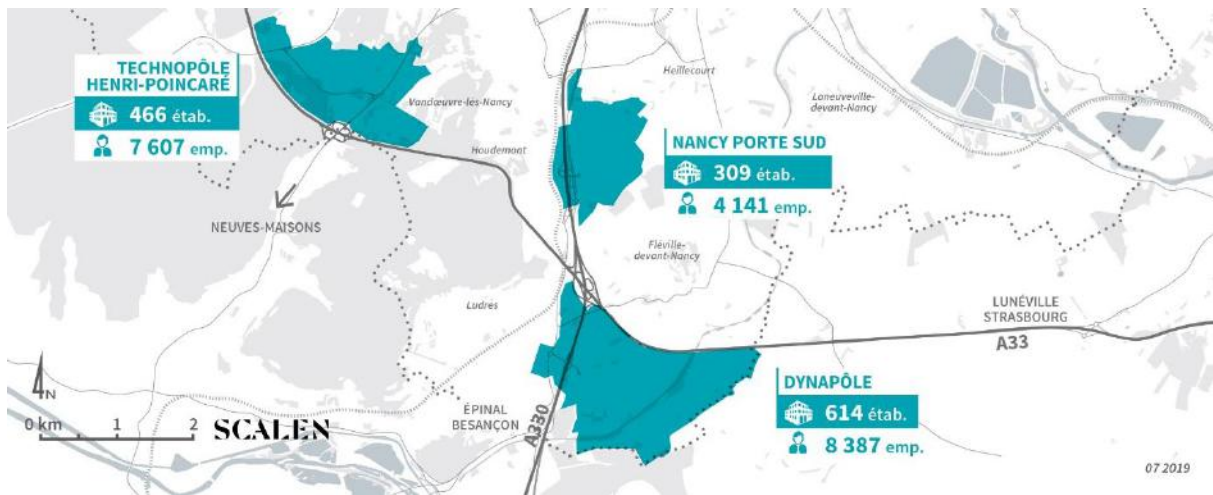 TECHNOPÔLE
HENRI-POINCARÉ
466 étab.
7 607 emp.
Vandœuvre-lès-Nancy
Houdemont
Heillecourt
Laneuveville-
devant-Nancy
NANCY PORTE SUD
309 étab.
4 141 emp.
NEUVES-MAISONS
Fléville-
devant-Nancy
Ludres
LUNÉVILLE
STRASBOURG
A33
DYNAPÔLE
614 étab.
8 387 emp.
ÉPINAL
BESANÇON
A330
N
0 km 1 2
SCALEN
07 2019